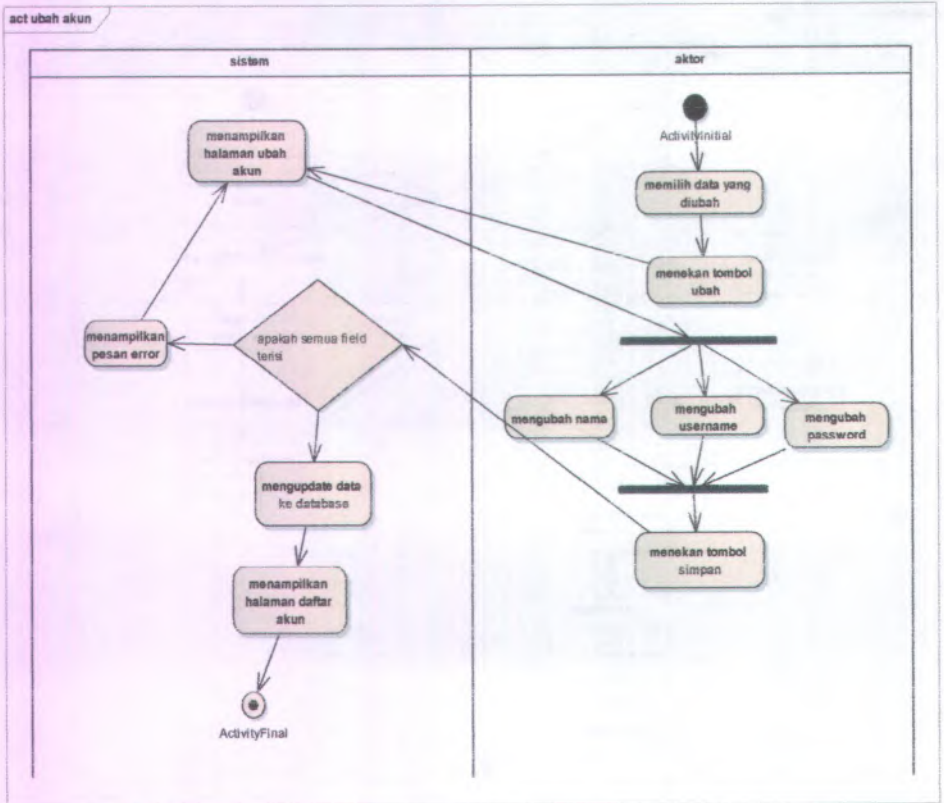 act ubah akun
sistem
aktor
ActivityInitial
memilih data yang
diubah
menekan tombol
ubah
menampilkan
halaman ubah
akun
mengubah nama
mengubah
username
mengubah
password
menekan tombol
simpan
apakah semua field
terisi
menampilkan
pesan error
mengupdate data
ke database
menampilkan
halaman daftar
akun
ActivityFinal